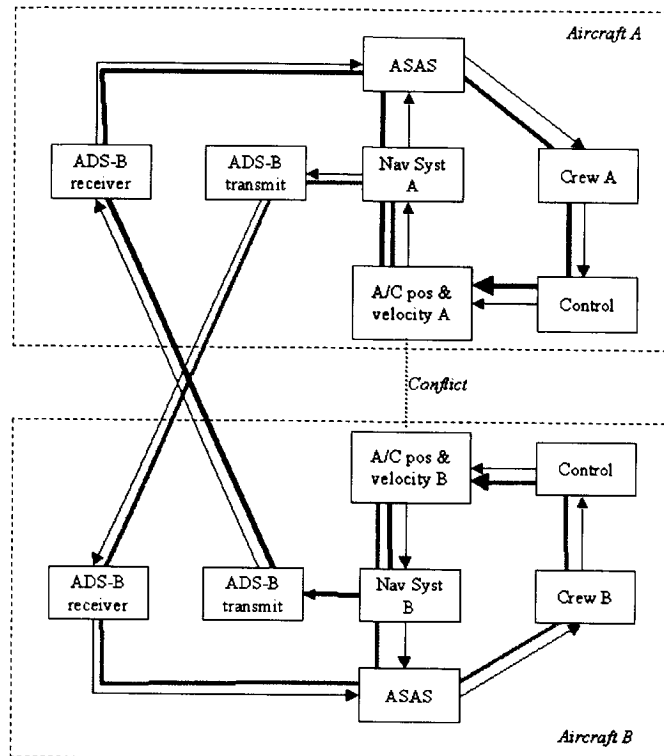 Aircraft A
ASAS
ADS-B
receiver
ADS-B
transmit
Nav Syst
A
Crew A
A/C pos &
velocity A
Control
Conflict
A/C pos &
velocity B
Control
ADS-B
receiver
ADS-B
transmit
Nav Syst
B
Crew B
ASAS
Aircraft B